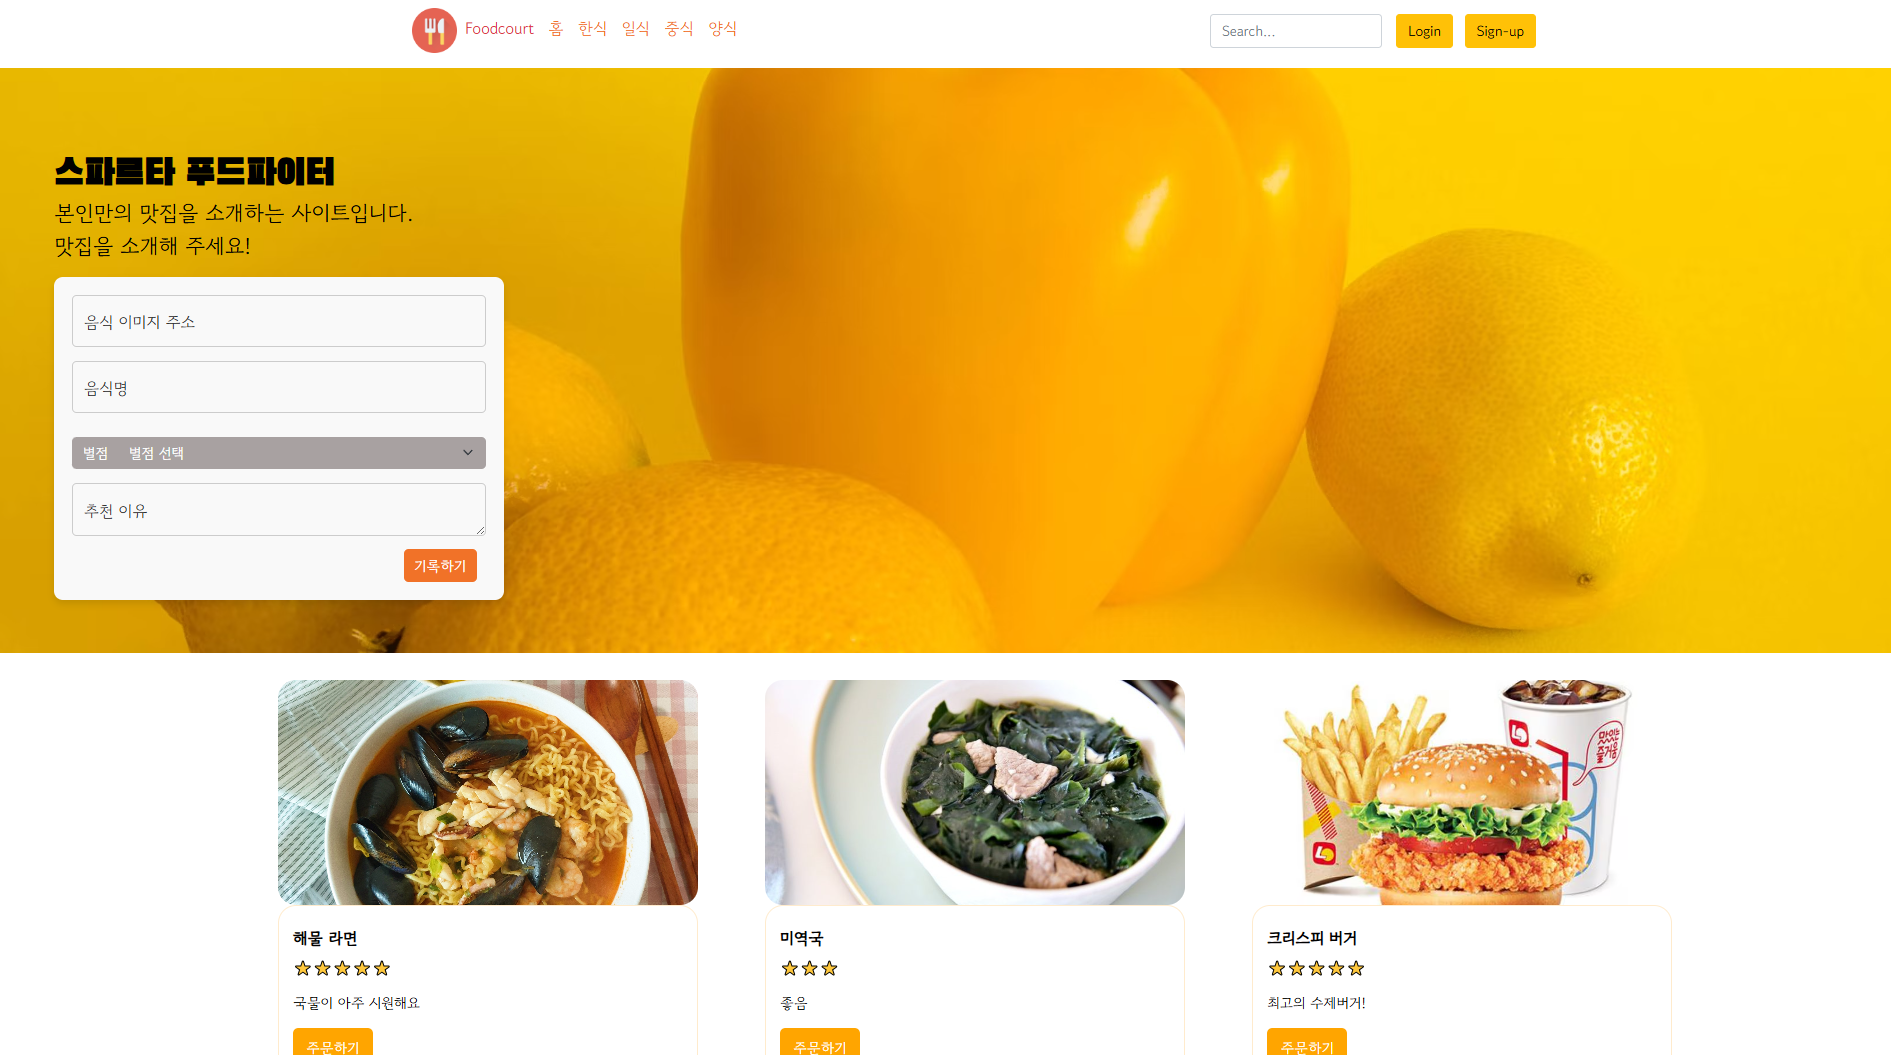 Foodcourt 홈 한식 일식 중식 양식 Search... Login Sign-up
스파르타 푸드파이터
본인만의 맛집을 소개하는 사이트입니다.
맛집을 소개해 주세요!
음식 이미지 주소
음식명
별점 별점 선택
추천 이유
기록하기
맛있는
즐거움
해물 라면
국물이 아주 시원해요
주문하기
미역국
좋음
주문하기
크리스피 버거
최고의 수제버거!
주문하기